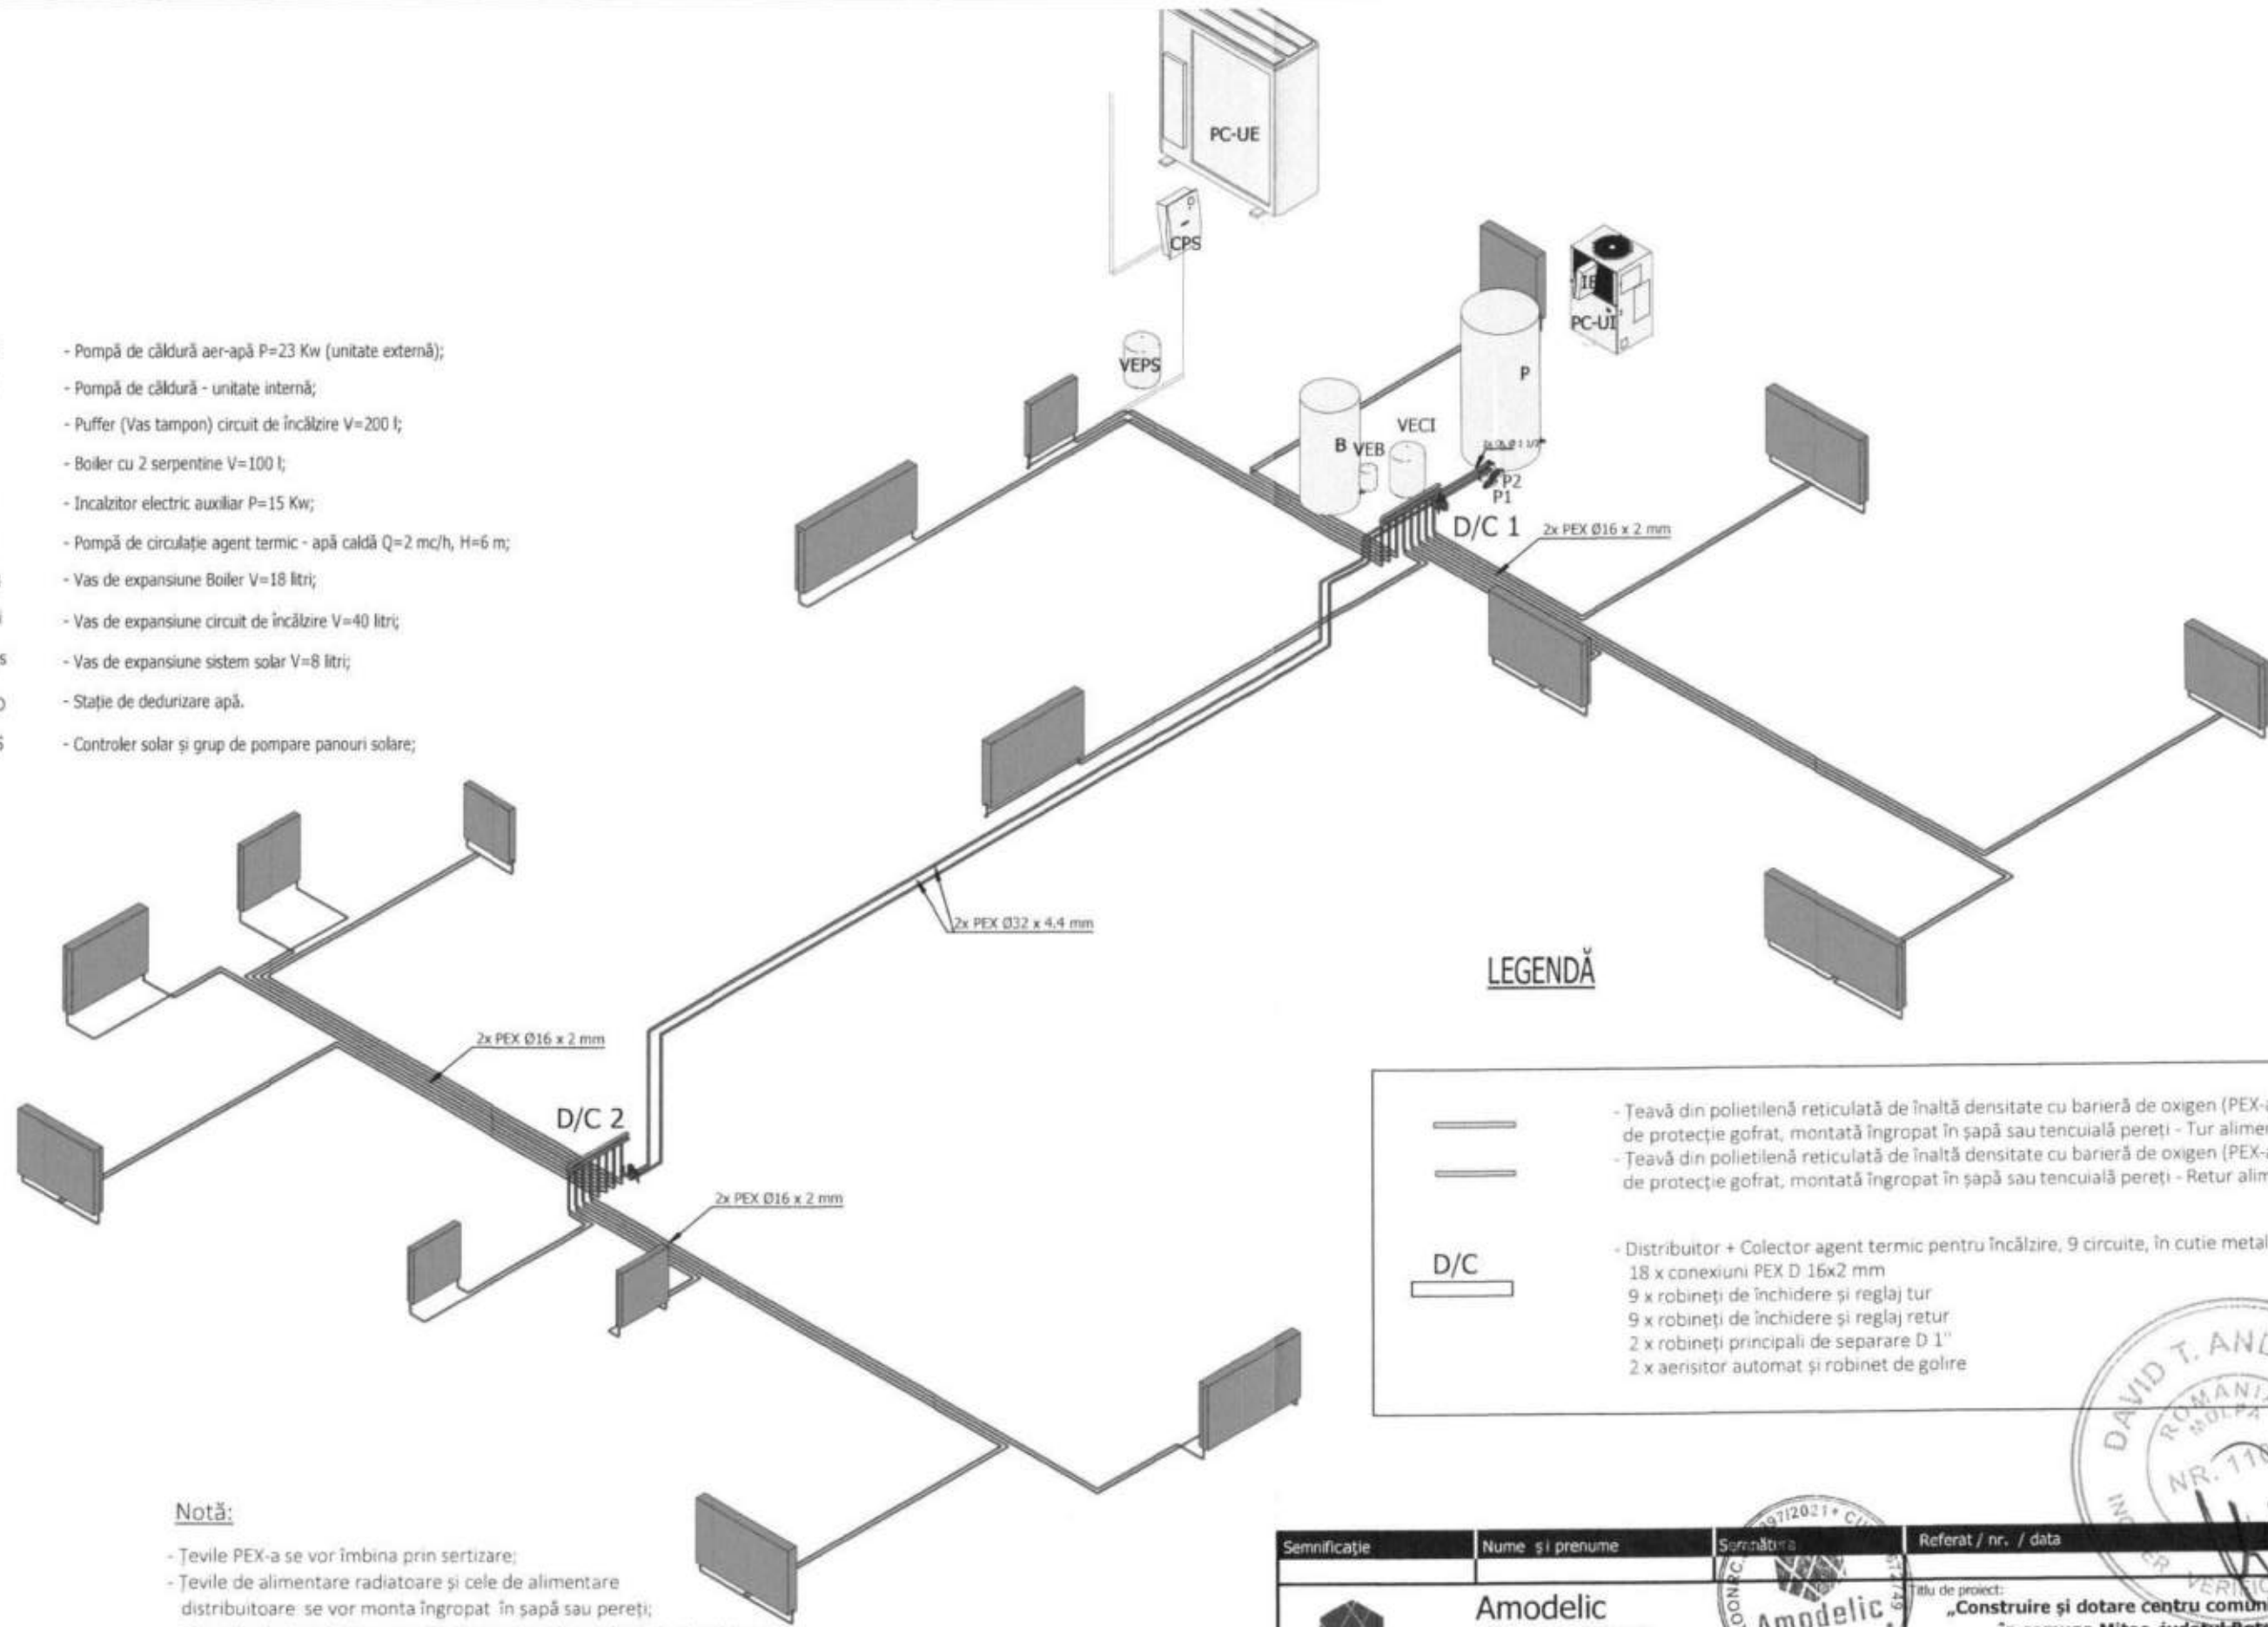 PC-UE
CPS
VEPS
IE
PC-UI
P
B
VEB
VECI
P2
P1
D/C 1
2x PEX Ø16 x 2 mm
- Pompă de căldură aer-apă P=23 Kw (unitate externă);
- Pompă de căldură - unitate internă;
- Puffer (Vas tampon) circuit de încălzire V=200 l;
- Boiler cu 2 serpentine V=100 l;
- Incalzitor electric auxiliar P=15 Kw;
- Pompă de circulație agent termic - apă caldă Q=2 mc/h, H=6 m;
- Vas de expansiune Boiler V=18 litri;
- Vas de expansiune circuit de încălzire V=40 litri;
- Vas de expansiune sistem solar V=8 litri;
- Stație de dedurizare apă.
- Controler solar și grup de pompare panouri solare;
2x PEX Ø32 x 4.4 mm
2x PEX Ø16 x 2 mm
D/C 2
2x PEX Ø16 x 2 mm
LEGENDĂ
- Țeavă din polietilenă reticulată de înaltă densitate cu barieră de oxigen (PEX-a
de protecție gofrat, montată îngropat în șapă sau tencuială pereți - Tur alimen
- Țeavă din polietilenă reticulată de înaltă densitate cu barieră de oxigen (PEX-a
de protecție gofrat, montată îngropat în șapă sau tencuială pereți - Retur alim
D/C
- Distribuitor + Colector agent termic pentru încălzire, 9 circuite, în cutie metal
18 x conexiuni PEX D 16x2 mm
9 x robineți de închidere și reglaj tur
9 x robineți de închidere și reglaj retur
2 x robineți principali de separare D 1"
2 x aerisitor automat și robinet de golire
DAVID T. AND
ROMÂNIA
NR. 116
Notă:
- Țevile PEX-a se vor îmbina prin sertizare;
- Țevile de alimentare radiatoare și cele de alimentare
distribuitoare se vor monta îngropat în șapă sau pereți;
Semnificație
Nume și prenume
Semnătura
Referat / nr. / data
Amodelic
Amodelic
Titlu de proiect:
„Construire și dotare centru comun